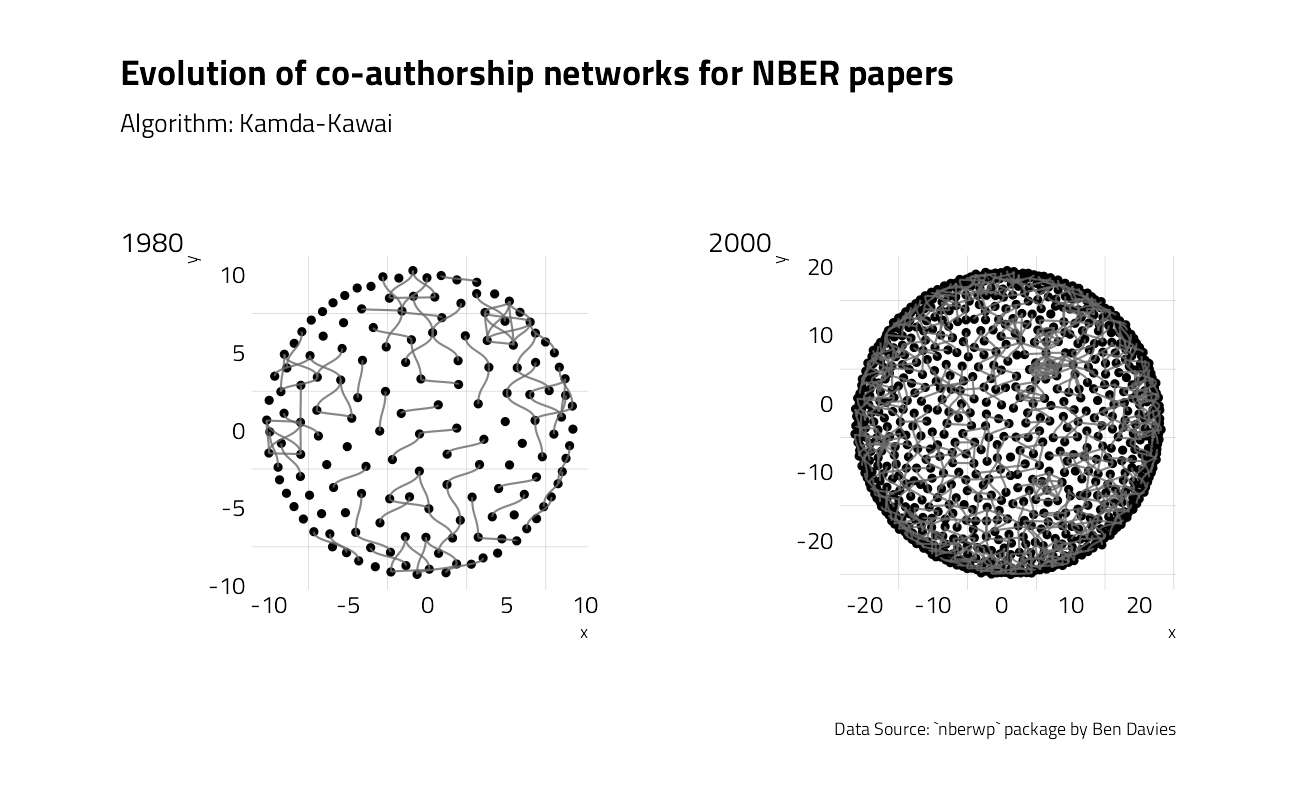 Evolution of co-authorship networks for NBER papers
Algorithm: Kamda-Kawai
1980
y
10
5
0
-5
-10
-10 -5 0 5 10
x
2000
y
20
10
0
-10
-20
-20 -10 0 10 20
x
Data Source: `nberwp` package by Ben Davies